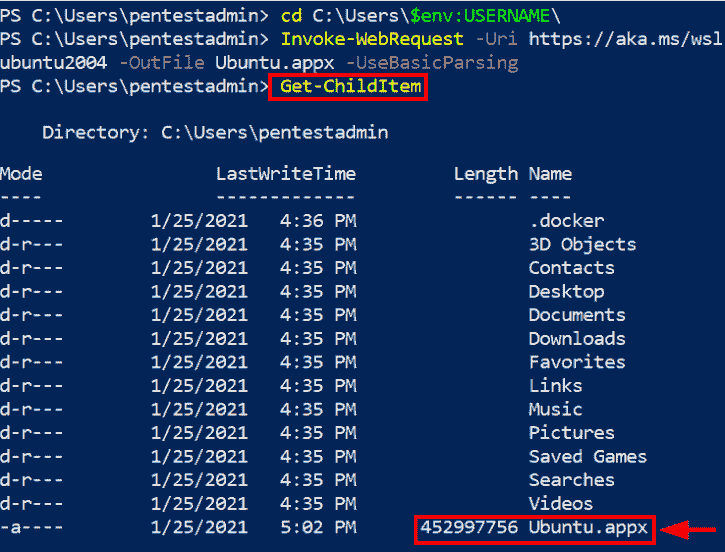 PS C:\Users\pentestadmin> cd C:\Users\$env:USERNAME\
PS C:\Users\pentestadmin> Invoke-WebRequest -Uri https://aka.ms/wsl
ubuntu2004 -OutFile Ubuntu.appx -UseBasicParsing
PS C:\Users\pentestadmin> Get-ChildItem
Directory: C:\Users\pentestadmin
Mode LastWriteTime Length Name
---- ------------- ------ ----
d----- 1/25/2021 4:36 PM .docker
d-r--- 1/25/2021 4:35 PM 3D Objects
d-r--- 1/25/2021 4:35 PM Contacts
d-r--- 1/25/2021 4:35 PM Desktop
d-r--- 1/25/2021 4:35 PM Documents
d-r--- 1/25/2021 4:35 PM Downloads
d-r--- 1/25/2021 4:35 PM Favorites
d-r--- 1/25/2021 4:35 PM Links
d-r--- 1/25/2021 4:35 PM Music
d-r--- 1/25/2021 4:35 PM Pictures
d-r--- 1/25/2021 4:35 PM Saved Games
d-r--- 1/25/2021 4:35 PM Searches
d-r--- 1/25/2021 4:35 PM Videos
-a---- 1/25/2021 5:02 PM 452997756 Ubuntu.appx